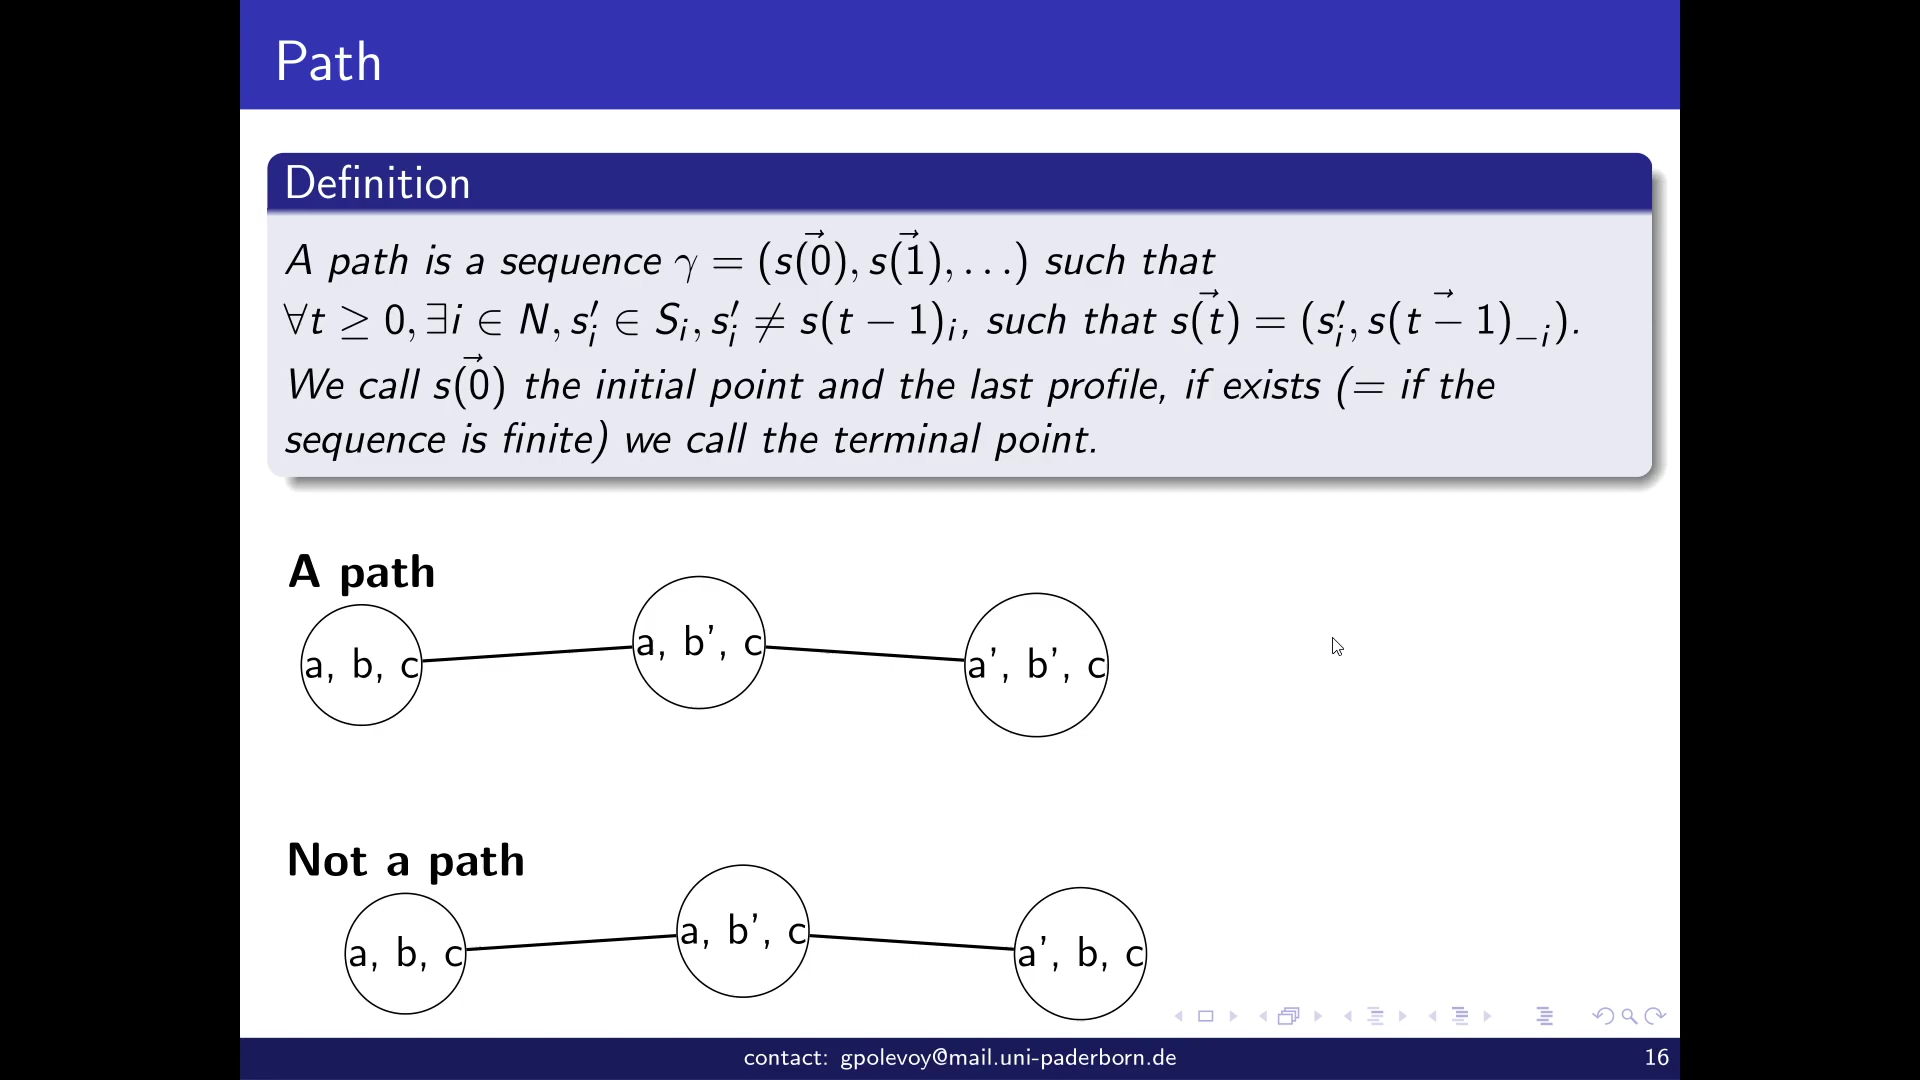 Path
Definition
A path is a sequence γ = (s(⃗0), s(⃗1), . . .) such that
∀t ≥ 0, ∃i ∈ N, s′ᵢ ∈ Sᵢ, s′ᵢ ≠ s(t − 1)ᵢ, such that s(⃗t) = (s′ᵢ, s(t ⃗− 1)₋ᵢ).
We call s(⃗0) the initial point and the last profile, if exists (= if the
sequence is finite) we call the terminal point.
A path
a, b, c
a, b', c
a', b', c
Not a path
a, b, c
a, b', c
a', b, c
contact: gpolevoy@mail.uni-paderborn.de
16